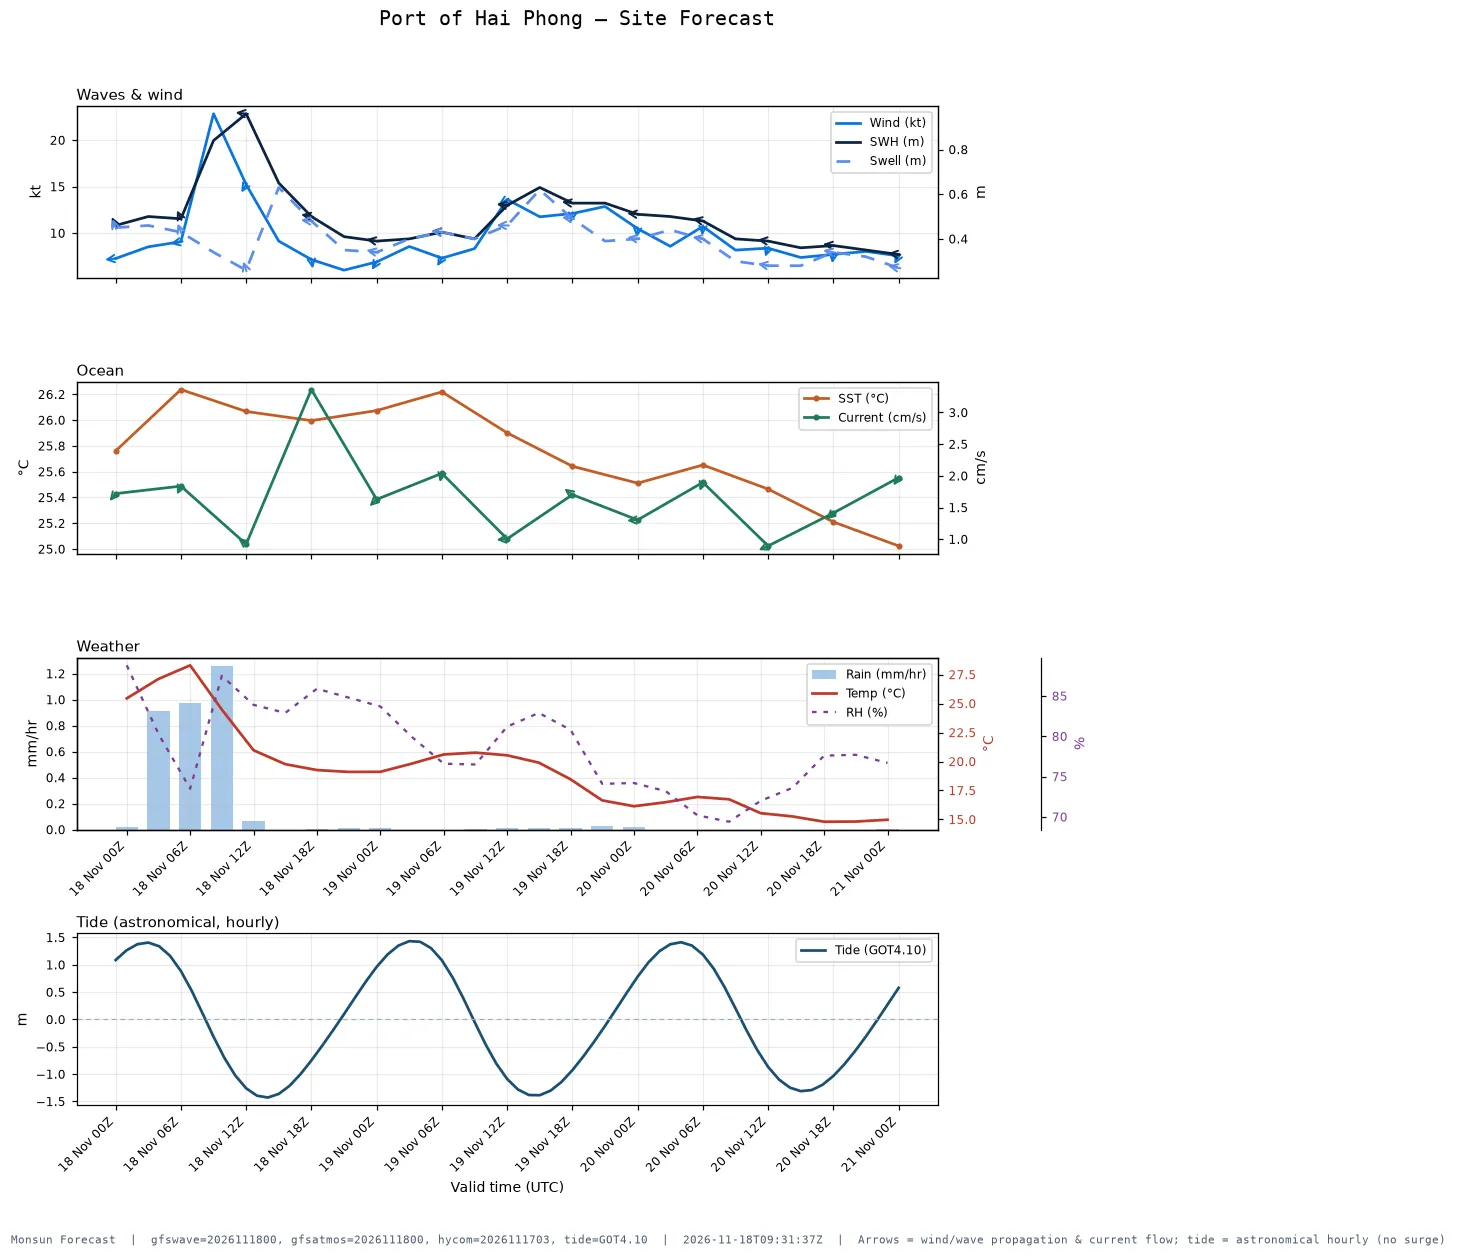 Port of Hai Phong — Site Forecast
Waves & wind
20
15
10
kt
Wind (kt)
SWH (m)
Swell (m)
0.8
0.6
0.4
m
Ocean
26.2
26.0
25.8
25.6
25.4
25.2
25.0
°C
SST (°C)
Current (cm/s)
3.0
2.5
2.0
1.5
1.0
cm/s
Weather
1.2
1.0
0.8
0.6
0.4
0.2
0.0
mm/hr
Rain (mm/hr)
Temp (°C)
RH (%)
27.5
25.0
22.5
20.0
17.5
15.0
°C
85
80
75
70
%
18 Nov 00Z
18 Nov 06Z
18 Nov 12Z
18 Nov 18Z
19 Nov 00Z
19 Nov 06Z
19 Nov 12Z
19 Nov 18Z
20 Nov 00Z
20 Nov 06Z
20 Nov 12Z
20 Nov 18Z
21 Nov 00Z
Tide (astronomical, hourly)
1.5
1.0
0.5
0.0
−0.5
−1.0
−1.5
m
Tide (GOT4.10)
18 Nov 00Z
18 Nov 06Z
18 Nov 12Z
18 Nov 18Z
19 Nov 00Z
19 Nov 06Z
19 Nov 12Z
19 Nov 18Z
20 Nov 00Z
20 Nov 06Z
20 Nov 12Z
20 Nov 18Z
21 Nov 00Z
Valid time (UTC)
Monsun Forecast | gfswave=2026111800, gfsatmos=2026111800, hycom=2026111703, tide=GOT4.10 | 2026-11-18T09:31:37Z | Arrows = wind/wave propagation & current flow; tide = astronomical hourly (no surge)